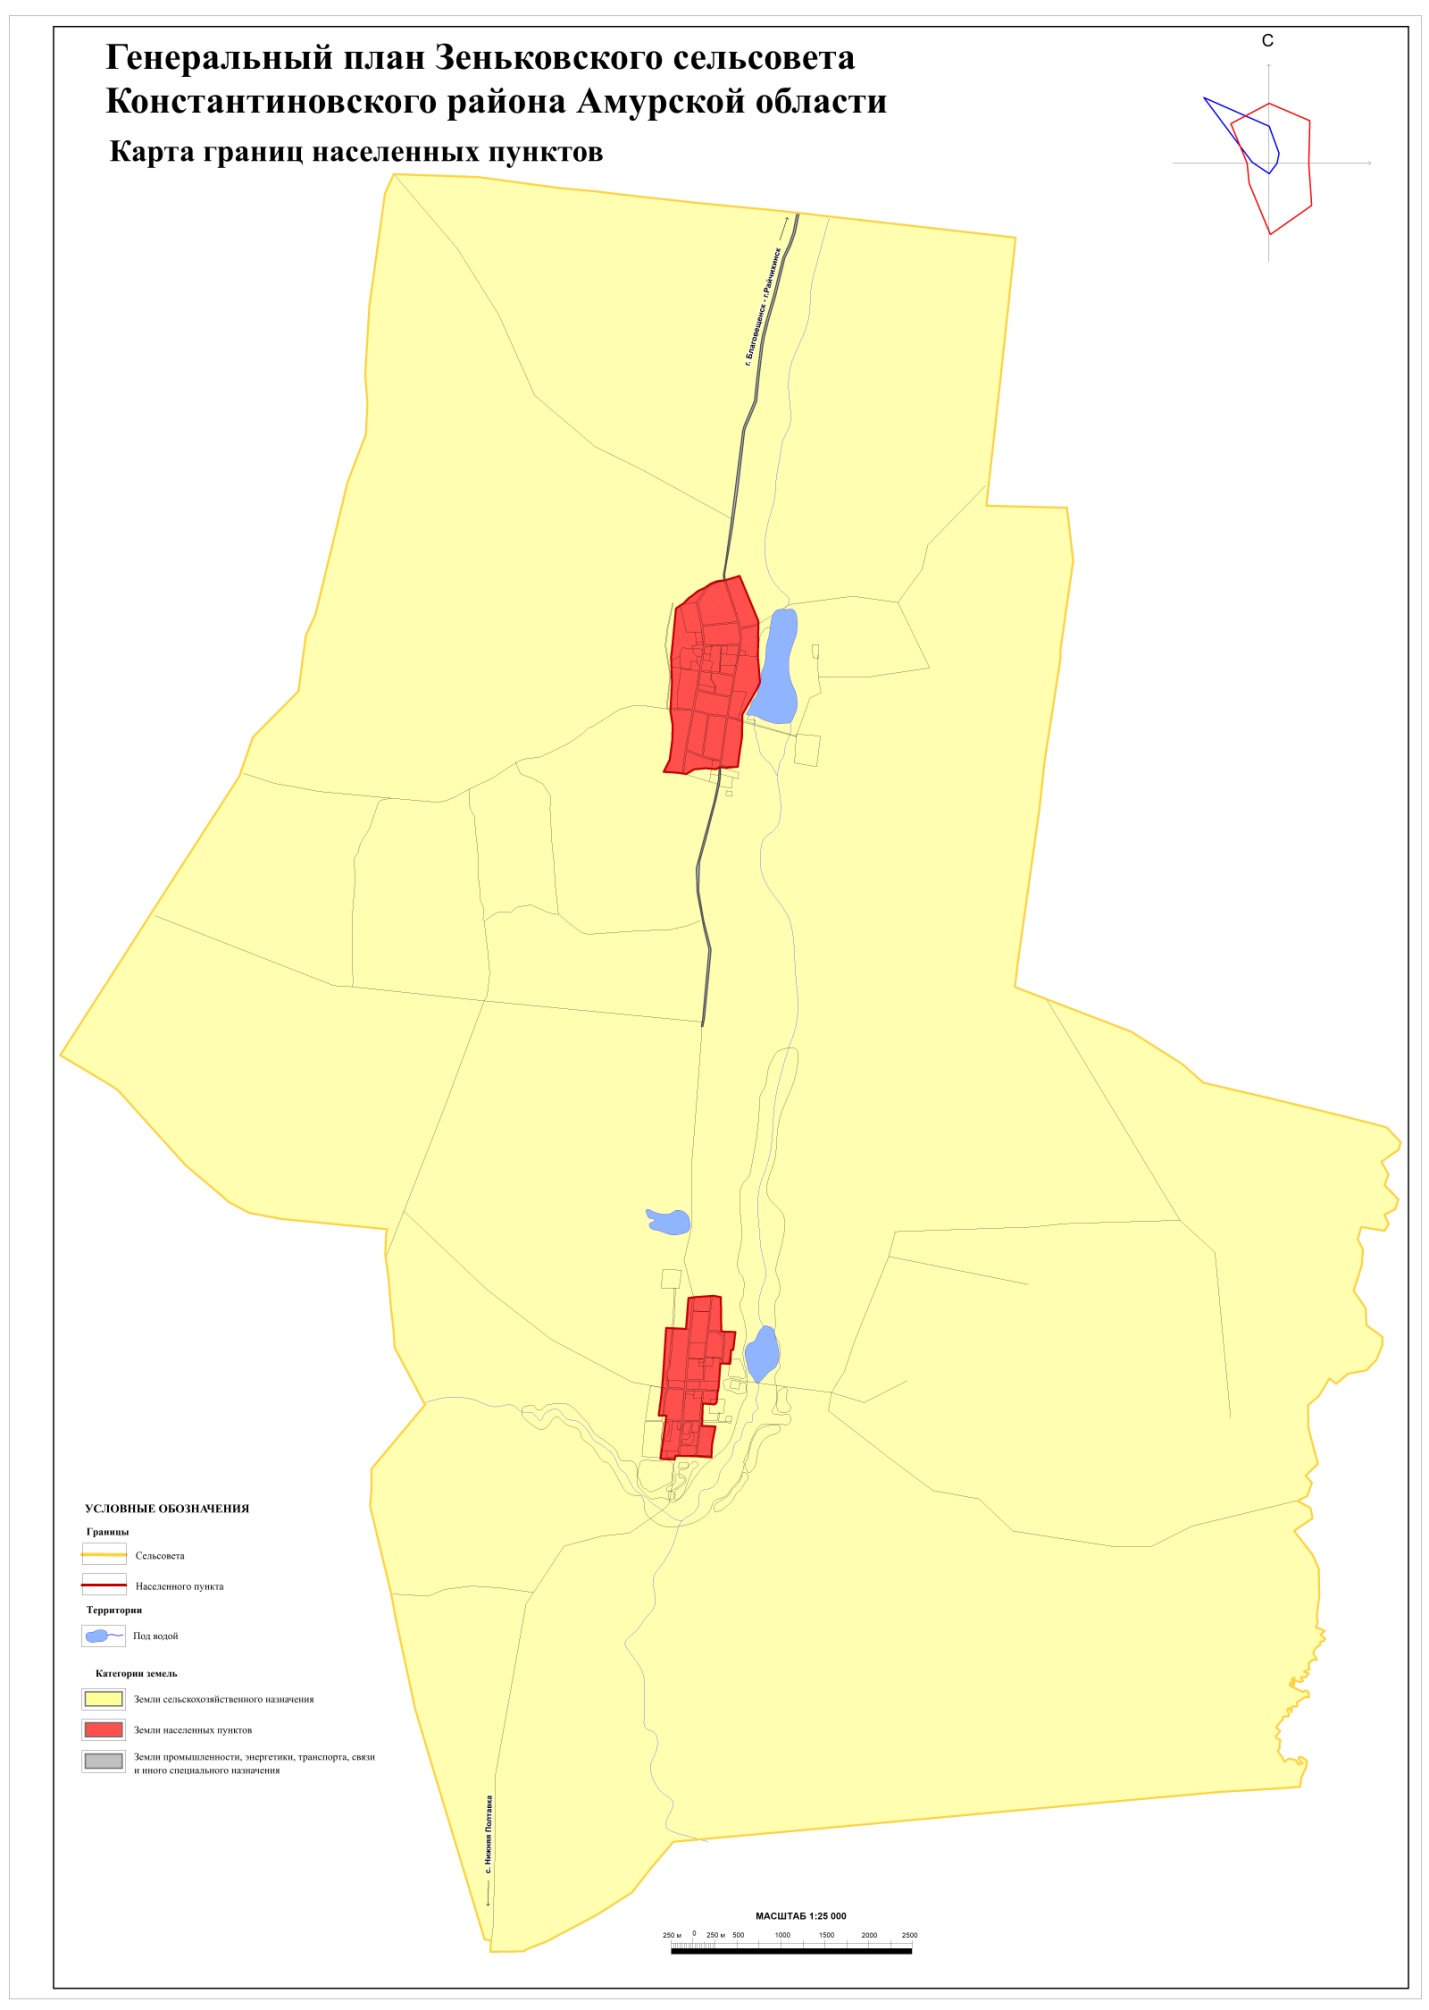 Генеральный план Зеньковского сельсовета
Константиновского района Амурской области
Карта границ населенных пунктов
С
г. Благовещенск - г.Райчихинск
УСЛОВНЫЕ ОБОЗНАЧЕНИЯ
Границы
Сельсовета
Населенного пункта
Территории
Под водой
Категории земель
Земли сельскохозяйственного назначения
Земли населенных пунктов
Земли промышленности, энергетики, транспорта, связи
и иного специального назначения
с. Нижняя Полтавка
МАСШТАБ 1:25 000
250 м 0 250 м 500 1000 1500 2000 2500